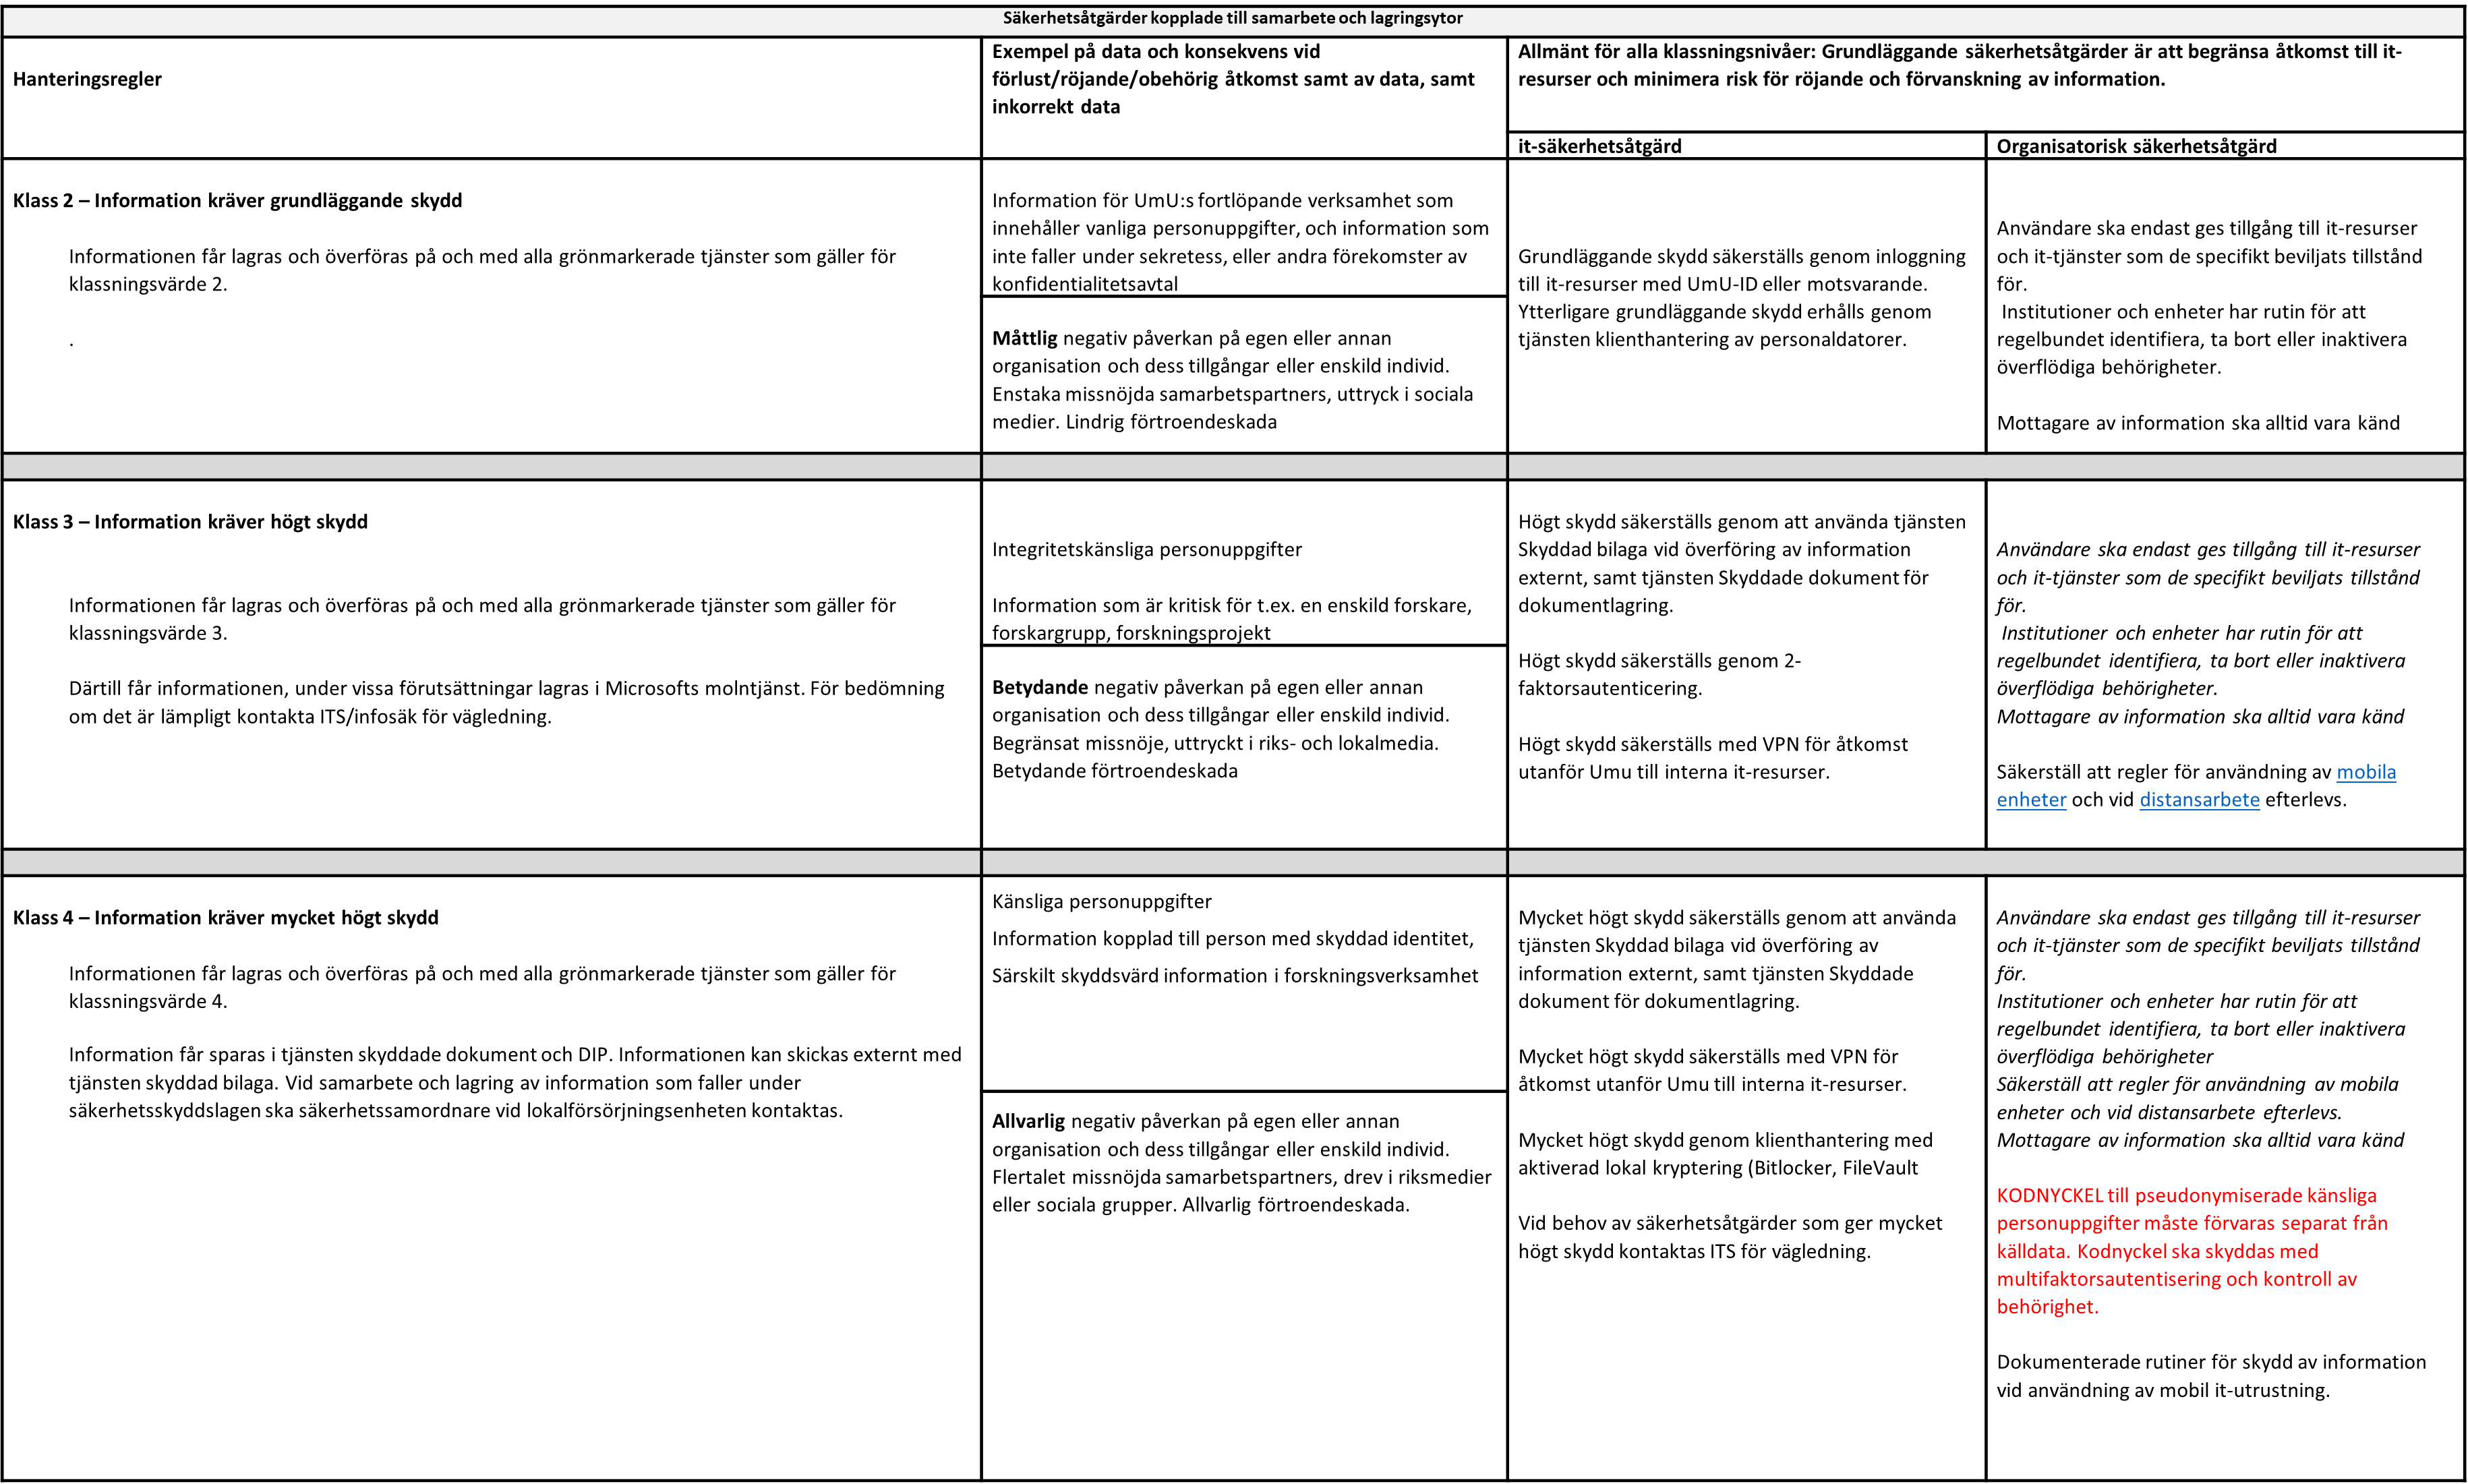 Säkerhetsåtgärder kopplade till samarbete och lagringsytor
Hanteringsregler
Exempel på data och konsekvens vid
förlust/röjande/obehörig åtkomst samt av data, samt
inkorrekt data
Allmänt för alla klassningsnivåer: Grundläggande säkerhetsåtgärder är att begränsa åtkomst till it-
resurser och minimera risk för röjande och förvanskning av information.
it-säkerhetsåtgärd
Organisatorisk säkerhetsåtgärd
Klass 2 – Information kräver grundläggande skydd
Informationen får lagras och överföras på och med alla grönmarkerade tjänster som gäller för
klassningsvärde 2.
.
Information för UmU:s fortlöpande verksamhet som
innehåller vanliga personuppgifter, och information som
inte faller under sekretess, eller andra förekomster av
konfidentialitetsavtal
Måttlig negativ påverkan på egen eller annan
organisation och dess tillgångar eller enskild individ.
Enstaka missnöjda samarbetspartners, uttryck i sociala
medier. Lindrig förtroendeskada
Grundläggande skydd säkerställs genom inloggning
till it-resurser med UmU-ID eller motsvarande.
Ytterligare grundläggande skydd erhålls genom
tjänsten klienthantering av personaldatorer.
Användare ska endast ges tillgång till it-resurser
och it-tjänster som de specifikt beviljats tillstånd
för.
Institutioner och enheter har rutin för att
regelbundet identifiera, ta bort eller inaktivera
överflödiga behörigheter.
Mottagare av information ska alltid vara känd
Klass 3 – Information kräver högt skydd
Informationen får lagras och överföras på och med alla grönmarkerade tjänster som gäller för
klassningsvärde 3.
Därtill får informationen, under vissa förutsättningar lagras i Microsofts molntjänst. För bedömning
om det är lämpligt kontakta ITS/infosäk för vägledning.
Integritetskänsliga personuppgifter
Information som är kritisk för t.ex. en enskild forskare,
forskargrupp, forskningsprojekt
Betydande negativ påverkan på egen eller annan
organisation och dess tillgångar eller enskild individ.
Begränsat missnöje, uttryckt i riks- och lokalmedia.
Betydande förtroendeskada
Högt skydd säkerställs genom att använda tjänsten
Skyddad bilaga vid överföring av information
externt, samt tjänsten Skyddade dokument för
dokumentlagring.
Högt skydd säkerställs genom 2-
faktorsautenticering.
Högt skydd säkerställs med VPN för åtkomst
utanför Umu till interna it-resurser.
Användare ska endast ges tillgång till it-resurser
och it-tjänster som de specifikt beviljats tillstånd
för.
Institutioner och enheter har rutin för att
regelbundet identifiera, ta bort eller inaktivera
överflödiga behörigheter.
Mottagare av information ska alltid vara känd
Säkerställ att regler för användning av mobila
enheter och vid distansarbete efterlevs.
Klass 4 – Information kräver mycket högt skydd
Informationen får lagras och överföras på och med alla grönmarkerade tjänster som gäller för
klassningsvärde 4.
Information får sparas i tjänsten skyddade dokument och DIP. Informationen kan skickas externt med
tjänsten skyddad bilaga. Vid samarbete och lagring av information som faller under
säkerhetsskyddslagen ska säkerhetssamordnare vid lokalförsörjningsenheten kontaktas.
Känsliga personuppgifter
Information kopplad till person med skyddad identitet,
Särskilt skyddsvärd information i forskningsverksamhet
Allvarlig negativ påverkan på egen eller annan
organisation och dess tillgångar eller enskild individ.
Flertalet missnöjda samarbetspartners, drev i riksmedier
eller sociala grupper. Allvarlig förtroendeskada.
Mycket högt skydd säkerställs genom att använda
tjänsten Skyddad bilaga vid överföring av
information externt, samt tjänsten Skyddade
dokument för dokumentlagring.
Mycket högt skydd säkerställs med VPN för
åtkomst utanför Umu till interna it-resurser.
Mycket högt skydd genom klienthantering med
aktiverad lokal kryptering (Bitlocker, FileVault
Vid behov av säkerhetsåtgärder som ger mycket
högt skydd kontaktas ITS för vägledning.
Användare ska endast ges tillgång till it-resurser
och it-tjänster som de specifikt beviljats tillstånd
för.
Institutioner och enheter har rutin för att
regelbundet identifiera, ta bort eller inaktivera
överflödiga behörigheter
Säkerställ att regler för användning av mobila
enheter och vid distansarbete efterlevs.
Mottagare av information ska alltid vara känd
KODNYCKEL till pseudonymiserade känsliga
personuppgifter måste förvaras separat från
källdata. Kodnyckel ska skyddas med
multifaktorsautentisering och kontroll av
behörighet.
Dokumenterade rutiner för skydd av information
vid användning av mobil it-utrustning.